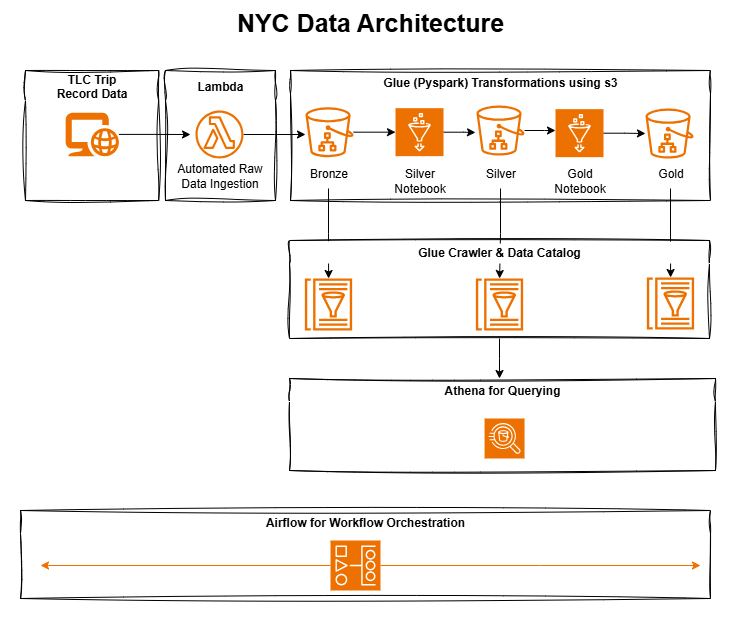 NYC Data Architecture
TLC Trip
Record Data
Lambda
Automated Raw
Data Ingestion
Glue (Pyspark) Transformations using s3
Bronze
Silver
Notebook
Silver
Gold
Notebook
Gold
Glue Crawler & Data Catalog
Athena for Querying
Airflow for Workflow Orchestration